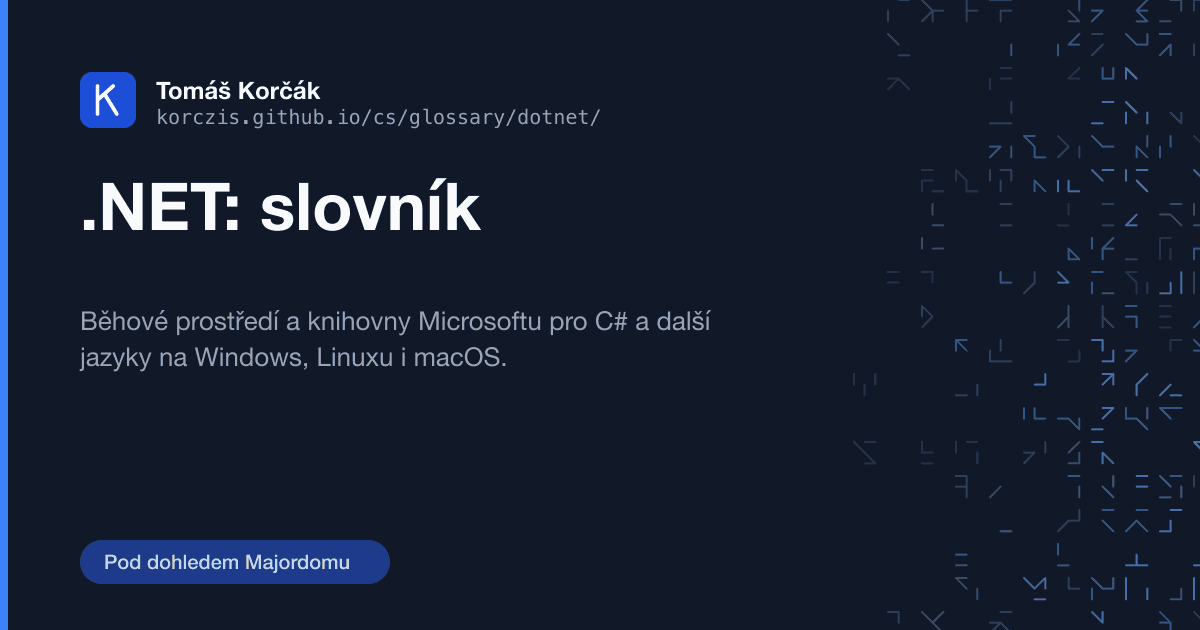 K
Tomáš Korčák
korczis.github.io/cs/glossary/dotnet/
.NET: slovník
Běhové prostředí a knihovny Microsoftu pro C# a další
jazyky na Windows, Linuxu i macOS.
Pod dohledem Majordomu